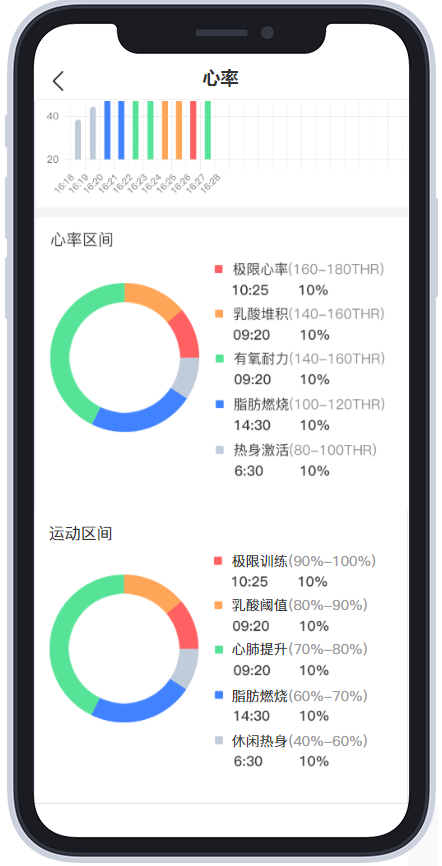 心率
40
20
16:18 16:19 16:20 16:21 16:22 16:23 16:24 16:25 16:26 16:27 16:28
心率区间
极限心率(160-180THR)
10:25 10%
乳酸堆积(140-160THR)
09:20 10%
有氧耐力(140-160THR)
09:20 10%
脂肪燃烧(100-120THR)
14:30 10%
热身激活(80-100THR)
6:30 10%
运动区间
极限训练(90%-100%)
10:25 10%
乳酸阈值(80%-90%)
09:20 10%
心肺提升(70%-80%)
09:20 10%
脂肪燃烧(60%-70%)
14:30 10%
休闲热身(40%-60%)
6:30 10%